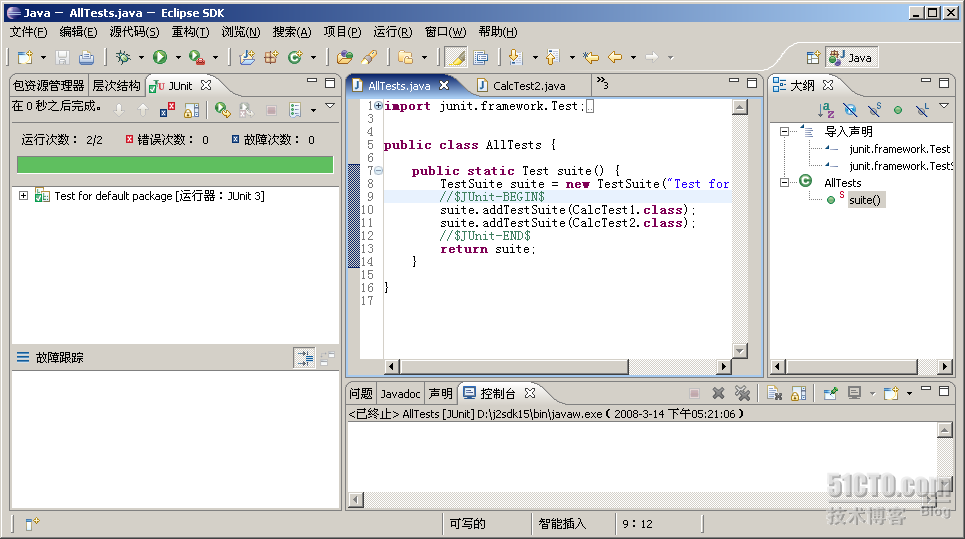 Java — AllTests.java — Eclipse SDK
文件(F) 编辑(E) 源代码(S) 重构(T) 浏览(N) 搜索(A) 项目(P) 运行(R) 窗口(W) 帮助(H)
Java
包资源管理器 层次结构 JUnit
在 0 秒之后完成。
运行次数： 2/2 错误次数： 0 故障次数： 0
Test for default package [运行器：JUnit 3]
故障跟踪
AllTests.java CalcTest2.java 3
1 import junit.framework.Test;
3
4
5 public class AllTests {
6
7 public static Test suite() {
8 TestSuite suite = new TestSuite("Test for
9 //$JUnit-BEGIN$
10 suite.addTestSuite(CalcTest1.class);
11 suite.addTestSuite(CalcTest2.class);
12 //$JUnit-END$
13 return suite;
14 }
15
16 }
17
大纲
导入声明
junit.framework.Test
junit.framework.TestS
AllTests
S suite()
问题 Javadoc 声明 控制台
<已终止> AllTests [JUnit] D:\j2sdk15\bin\javaw.exe（2008-3-14 下午05:21:06）
可写的 智能插入 9：12
51CTO.com
技术博客 Blog